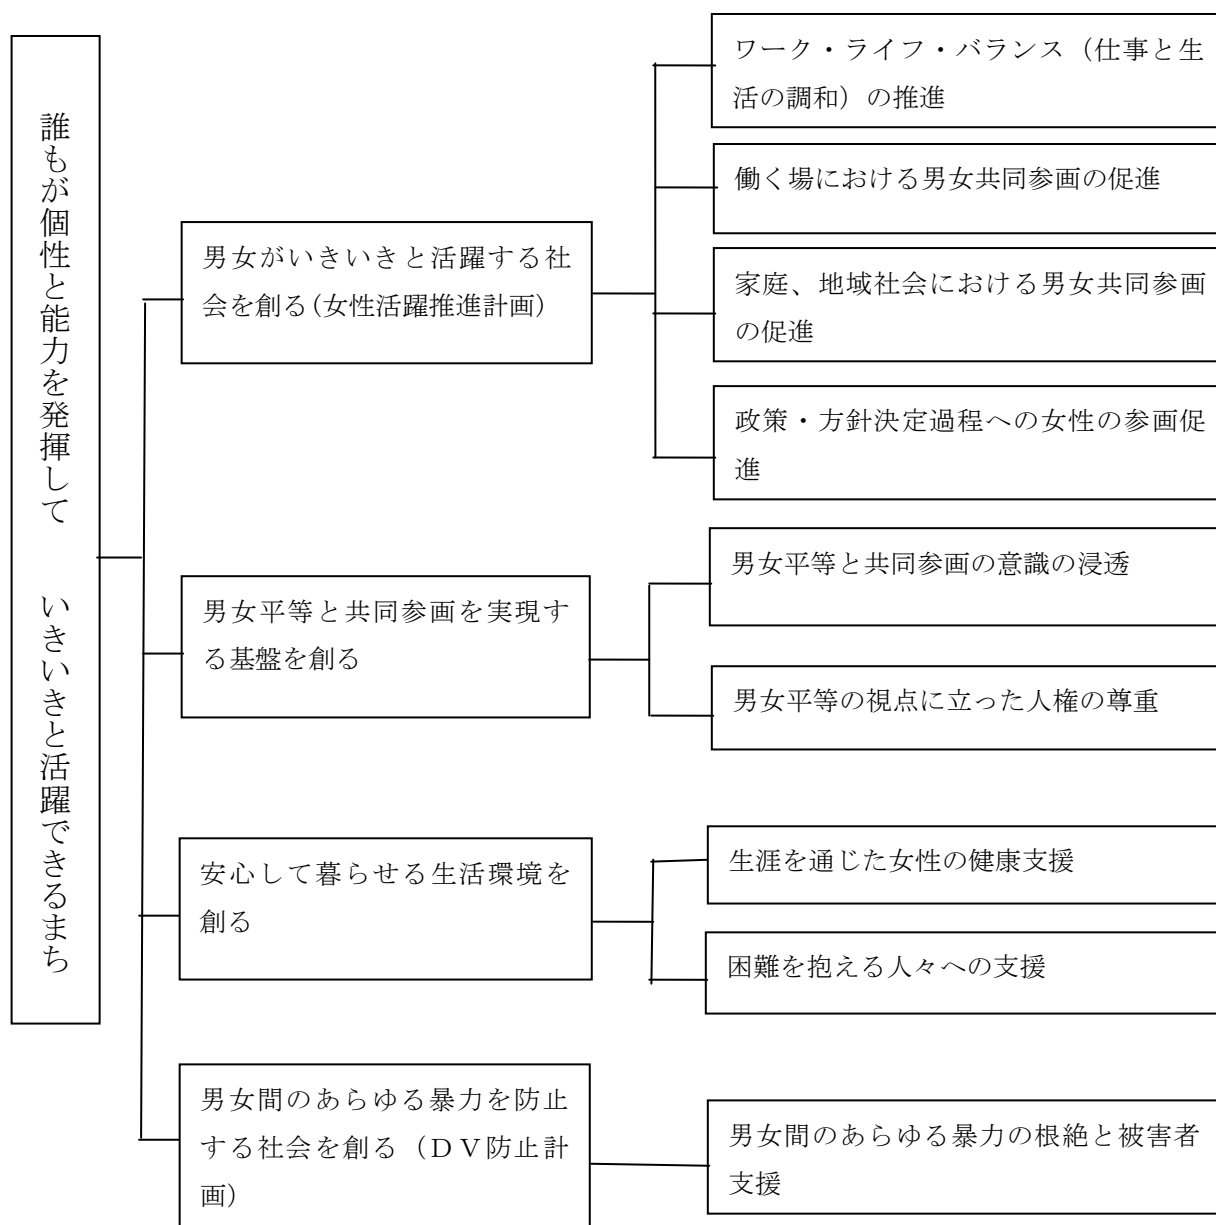 誰もが個性と能力を発揮して　いきいきと活躍できるまち
男女がいきいきと活躍する社
会を創る（女性活躍推進計画）
ワーク・ライフ・バランス（仕事と生
活の調和）の推進
働く場における男女共同参画の促進
家庭、地域社会における男女共同参画
の促進
政策・方針決定過程への女性の参画促
進
男女平等と共同参画を実現す
る基盤を創る
男女平等と共同参画の意識の浸透
男女平等の視点に立った人権の尊重
安心して暮らせる生活環境を
創る
生涯を通じた女性の健康支援
困難を抱える人々への支援
男女間のあらゆる暴力を防止
する社会を創る（ＤＶ防止計
画）
男女間のあらゆる暴力の根絶と被害者
支援